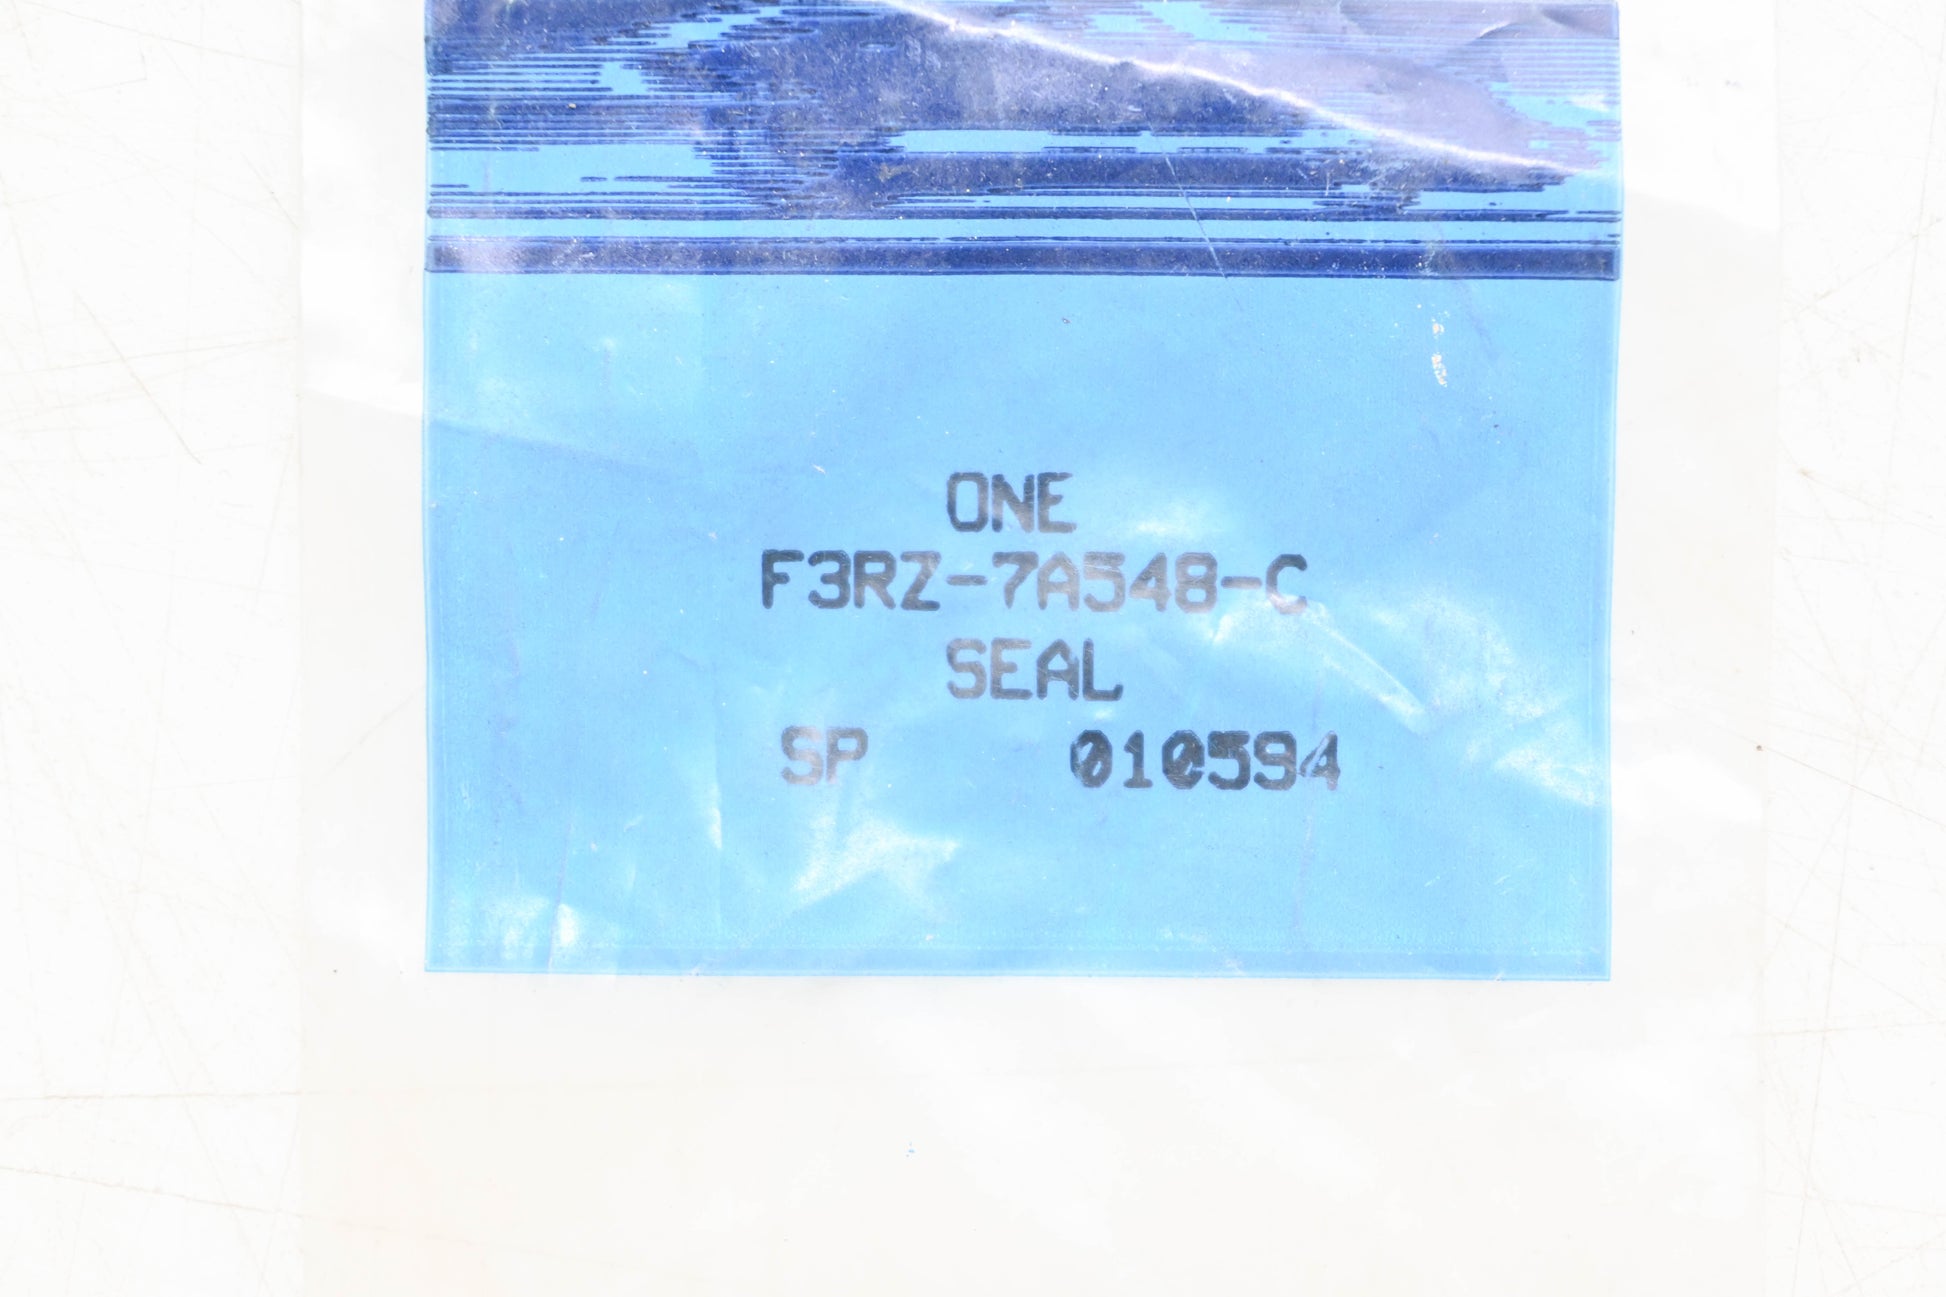 ONE
F3RZ-7A548-C
SEAL
SP 010594